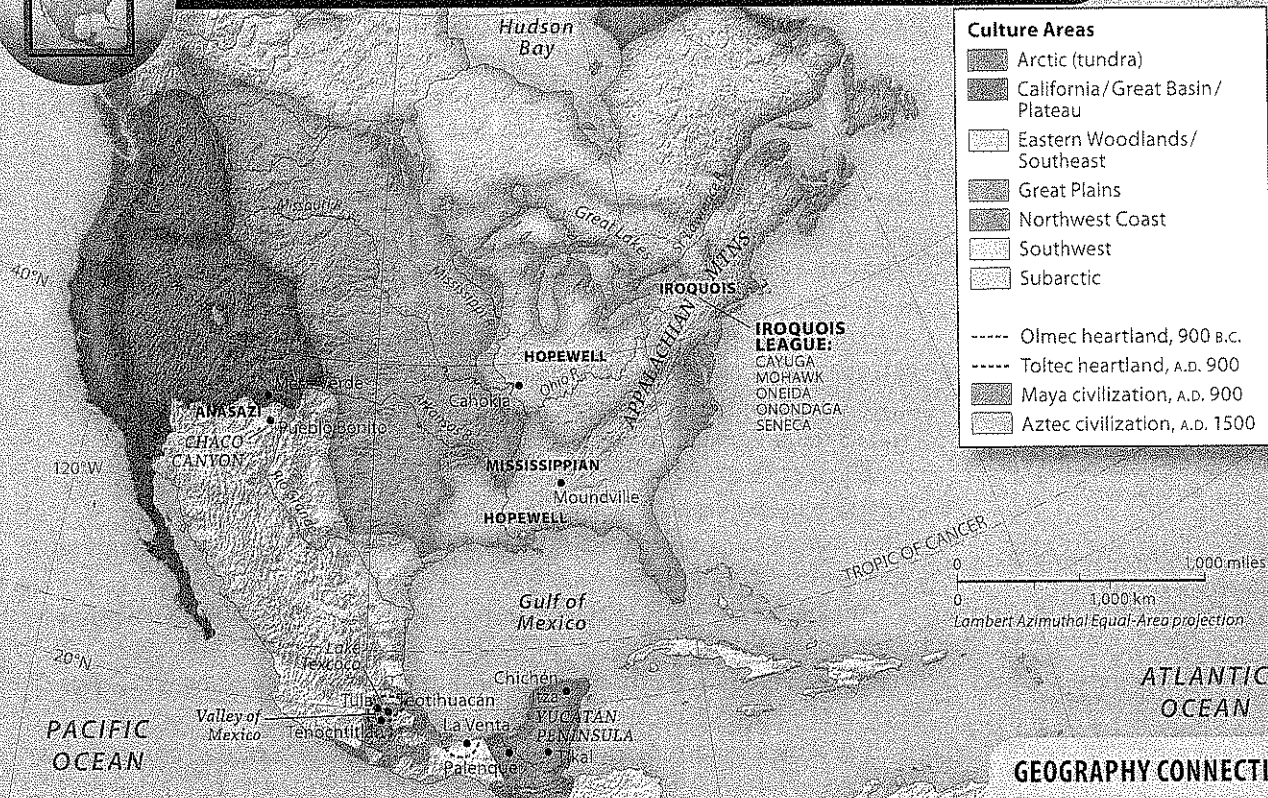 Hudson
Bay
Culture Areas
Arctic (tundra)
California/Great Basin/
Plateau
Eastern Woodlands/
Southeast
Great Plains
Northwest Coast
Southwest
Subarctic
Olmec heartland, 900 B.C.
Toltec heartland, A.D. 900
Maya civilization, A.D. 900
Aztec civilization, A.D. 1500
Missouri R.
Great Lakes
St. Lawrence R.
40°N
Mississippi
APPALACHIAN MTNS
IROQUOIS
IROQUOIS
LEAGUE:
CAYUGA
MOHAWK
ONEIDA
ONONDAGA
SENECA
HOPEWELL
Ohio R.
Cahokia
Mesa Verde
ANASAZI
Pueblo Bonito
CHACO
CANYON
Arkansas
120°W
Rio Grande
MISSISSIPPIAN
Moundville
HOPEWELL
TROPIC OF CANCER
0 1,000 miles
0 1,000 km
Lambert Azimuthal Equal-Area projection
Gulf of
Mexico
20°N
Lake
Texcoco
Tula
Teotihuacán
Valley of
Mexico
Tenochtitlán
Chichén
Itza
YUCATÁN
PENINSULA
La Venta
Palenque
Tikal
PACIFIC
OCEAN
ATLANTIC
OCEAN
GEOGRAPHY CONNECTI